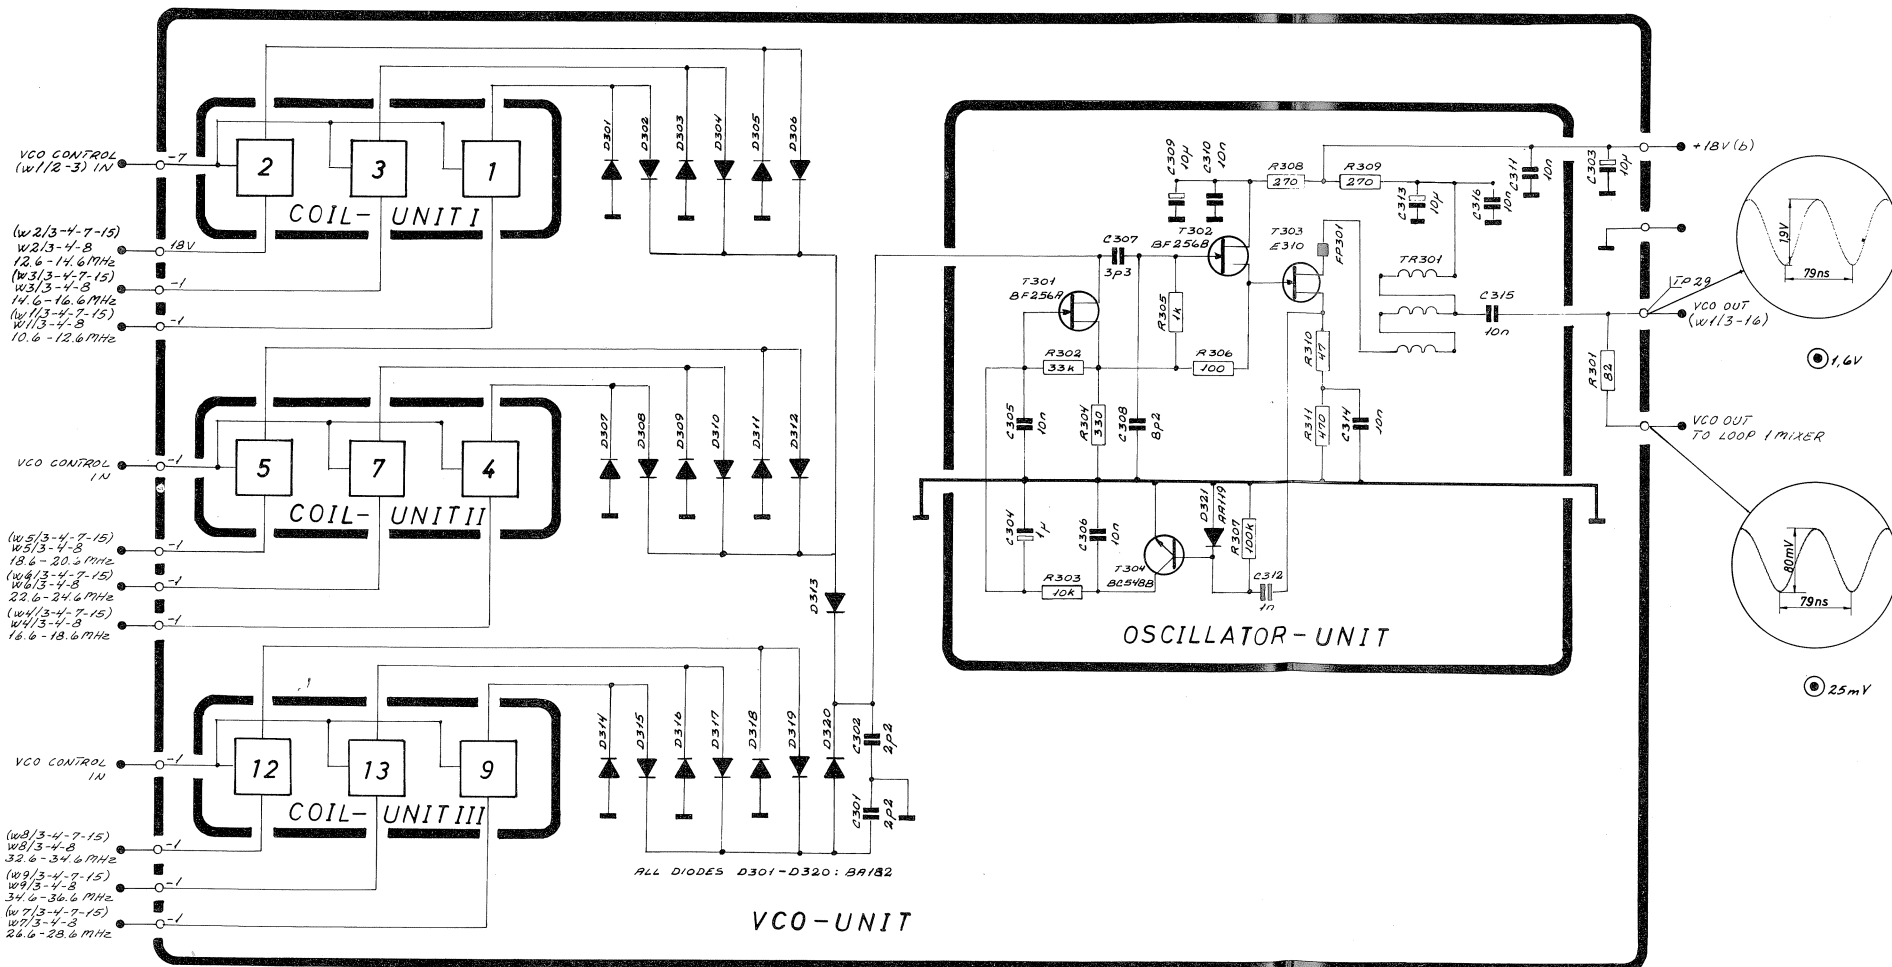 VCO CONTROL
(W1/2-3) IN
-7
2
3
1
COIL- UNIT I
(W2/3-4-7-15)
W2/3-4-8
12.6-14.6MHz
18V
(W3/3-4-7-15)
W3/3-4-8
14.6-16.6MHz
-1
(W1/3-4-7-15)
W1/3-4-8
10.6-12.6MHz
-1
D301
D302
D303
D304
D305
D306
VCO CONTROL
IN
-1
5
7
4
COIL- UNIT II
(W5/3-4-7-15)
W5/3-4-8
18.6-20.6MHz
-1
(W6/3-4-7-15)
W6/3-4-8
22.6-24.6MHz
-1
(W4/3-4-7-15)
W4/3-4-8
16.6-18.6MHz
-1
D307
D308
D309
D310
D311
D312
D313
VCO CONTROL
IN
-1
12
13
9
COIL- UNIT III
(W8/3-4-7-15)
W8/3-4-8
32.6-34.6MHz
-1
(W9/3-4-7-15)
W9/3-4-8
34.6-36.6MHz
-1
(W7/3-4-7-15)
W7/3-4-8
26.6-28.6MHz
-1
D314
D315
D316
D317
D318
D319
D320
C302
2p2
C301
2p2
ALL DIODES D301-D320: BA182
VCO-UNIT
C309
10µ
C310
10n
R308
270
R309
270
C313
10µ
C316
10n
C311
10n
C303
10µ
+18V(b)
C307
3p3
T302
BF256B
T303
E310
FP301
TR301
T301
BF256A
R305
1k
C315
10n
TP29
VCO OUT
(W1/3-16)
R302
33k
R306
100
R310
47
R301
82
C305
10n
R304
330
C308
8p2
R311
470
C314
10n
VCO OUT
TO LOOP 1 MIXER
C304
1µ
C306
10n
D321
AA119
R307
100k
T304
BC548B
C312
1n
R303
10k
OSCILLATOR-UNIT
1,9V
79ns
1,6V
80mV
79ns
25mV